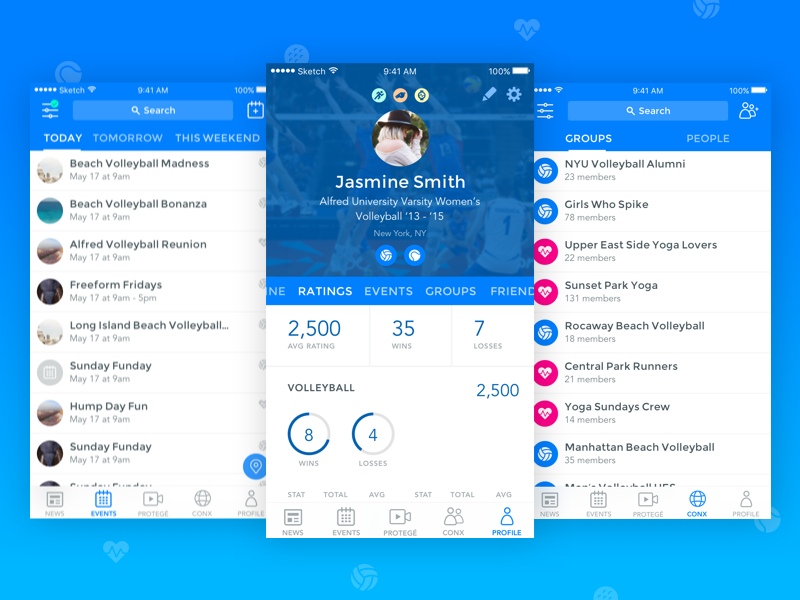 Sketch 9:41 AM 100%
Search
TODAY TOMORROW THIS WEEKEND
Beach Volleyball Madness
May 17 at 9am
Beach Volleyball Bonanza
May 17 at 9am
Alfred Volleyball Reunion
May 17 at 9am
Freeform Fridays
May 17 at 9am - 5pm
Long Island Beach Volleyball...
May 17 at 9am
Sunday Funday
May 17 at 9am
Hump Day Fun
May 17 at 9am
Sunday Funday
May 17 at 9am
Sunday Funday
NEWS EVENTS PROTEGÉ CONX PROFILE
Sketch 9:41 AM 100%
Jasmine Smith
Alfred University Varsity Women's
Volleyball '13 - '15
New York, NY
INE RATINGS EVENTS GROUPS FRIEND
2,500 35 7
AVG RATING WINS LOSSES
VOLLEYBALL 2,500
8 4
WINS LOSSES
STAT TOTAL AVG STAT TOTAL AVG
NEWS EVENTS PROTEGÉ CONX PROFILE
9:41 AM 100%
Search
GROUPS PEOPLE
NYU Volleyball Alumni
23 members
Girls Who Spike
78 members
Upper East Side Yoga Lovers
22 members
Sunset Park Yoga
131 members
Rocaway Beach Volleyball
18 members
Central Park Runners
21 members
Yoga Sundays Crew
14 members
Manhattan Beach Volleyball
35 members
Men's Volleyball UES
NEWS EVENTS PROTEGÉ CONX PROFILE